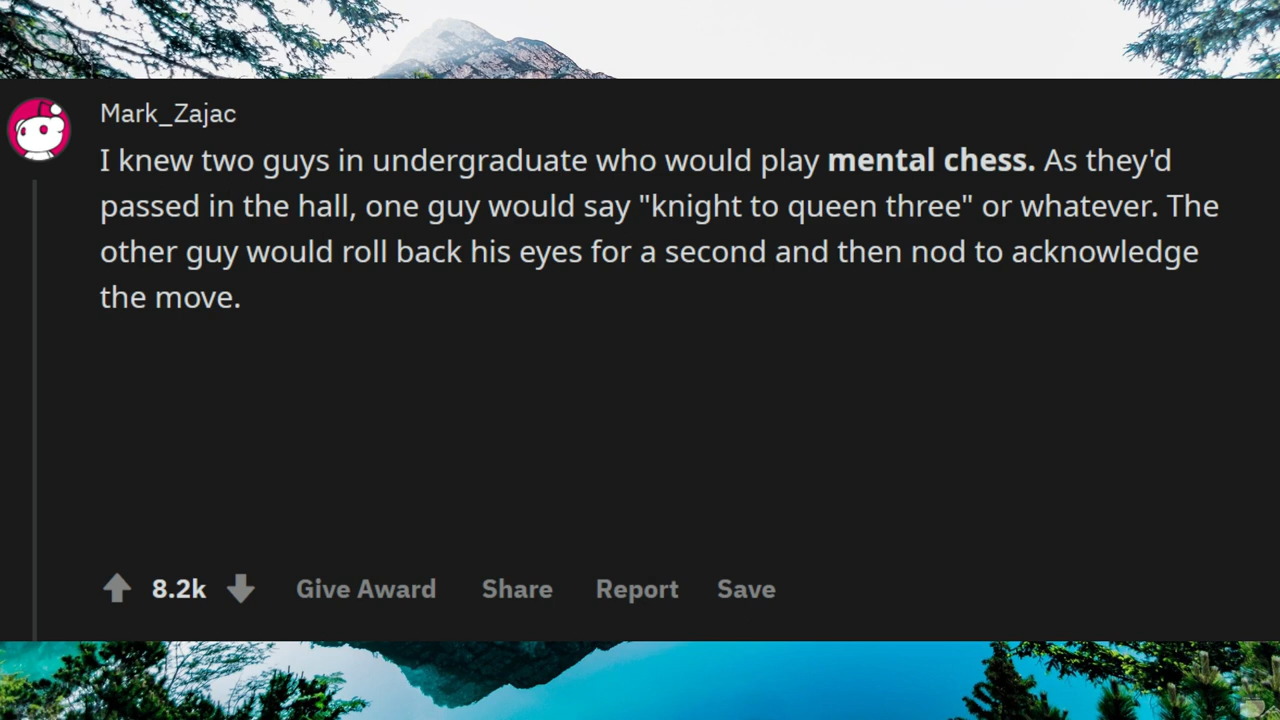 Mark_Zajac
I knew two guys in undergraduate who would play mental chess. As they'd
passed in the hall, one guy would say "knight to queen three" or whatever. The
other guy would roll back his eyes for a second and then nod to acknowledge
the move.
8.2k Give Award Share Report Save